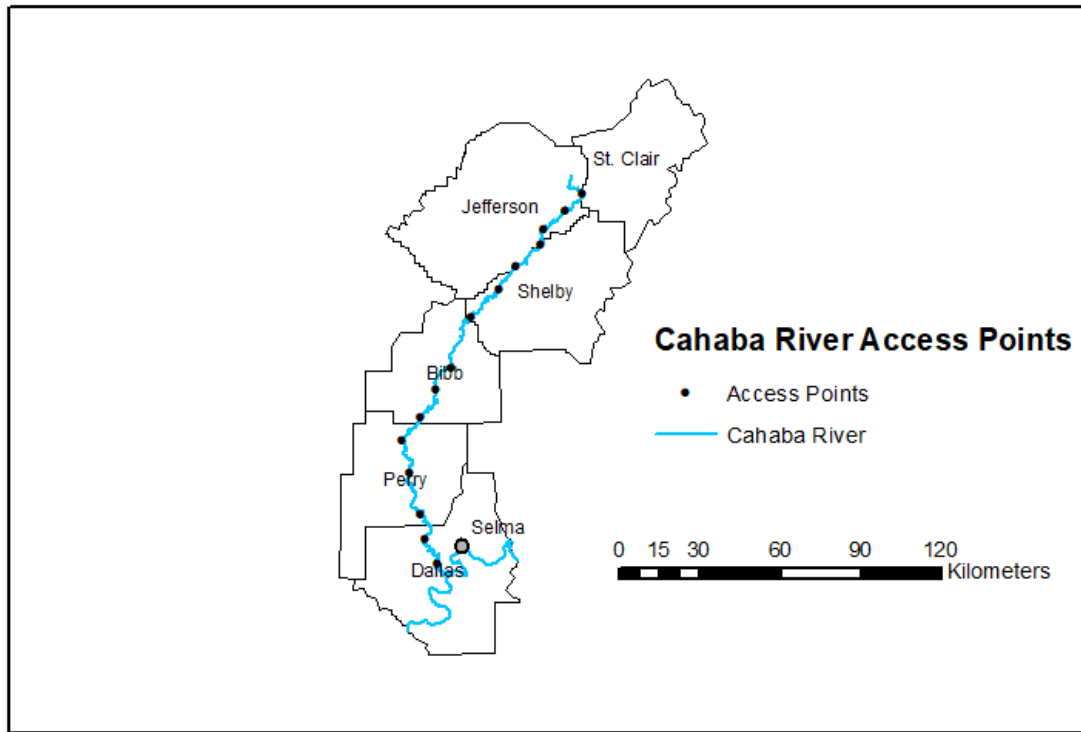 St. Clair
Jefferson
Shelby
Cahaba River Access Points
Bibb
Access Points
Cahaba River
Perry
Selma
0 15 30 60 90 120
Kilometers
Dallas